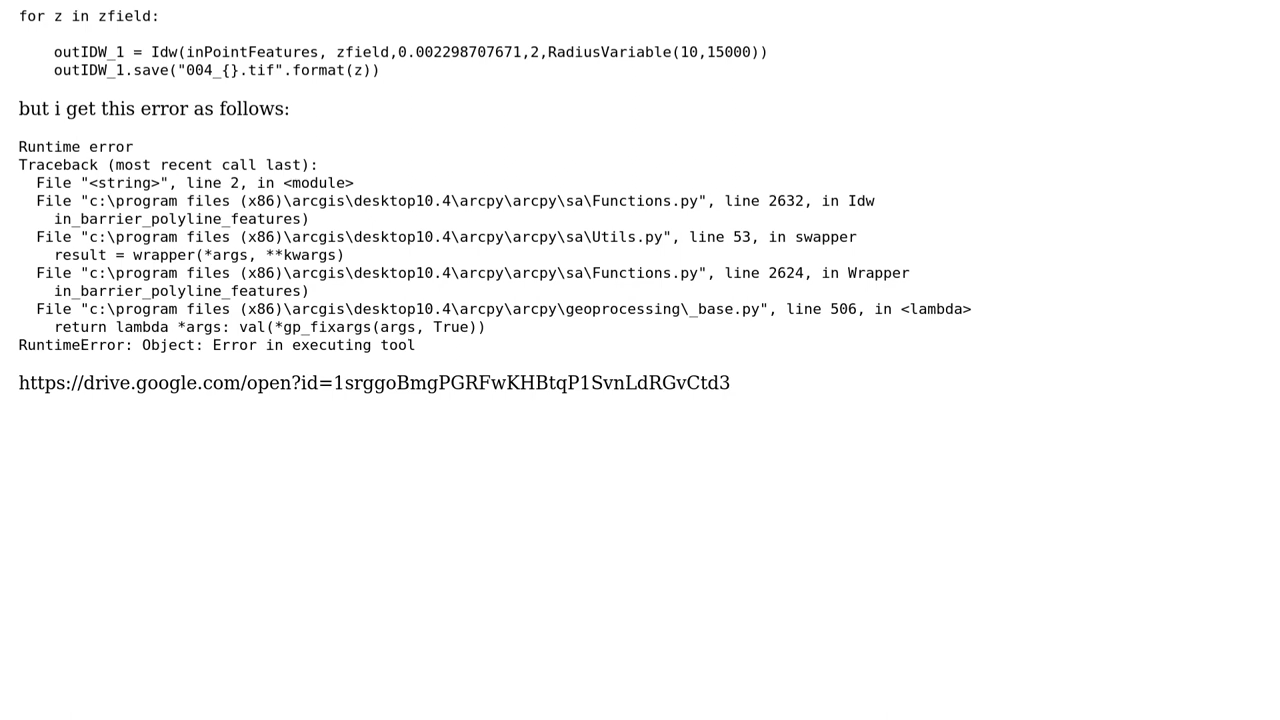 for z in zfield:
    outIDW_1 = Idw(inPointFeatures, zfield,0.002298707671,2,RadiusVariable(10,15000))
    outIDW_1.save("004_{}.tif".format(z))
but i get this error as follows:
Runtime error
Traceback (most recent call last):
  File "<string>", line 2, in <module>
  File "c:\program files (x86)\arcgis\desktop10.4\arcpy\arcpy\sa\Functions.py", line 2632, in Idw
    in_barrier_polyline_features)
  File "c:\program files (x86)\arcgis\desktop10.4\arcpy\arcpy\sa\Utils.py", line 53, in swapper
    result = wrapper(*args, **kwargs)
  File "c:\program files (x86)\arcgis\desktop10.4\arcpy\arcpy\sa\Functions.py", line 2624, in Wrapper
    in_barrier_polyline_features)
  File "c:\program files (x86)\arcgis\desktop10.4\arcpy\arcpy\geoprocessing\_base.py", line 506, in <lambda>
    return lambda *args: val(*gp_fixargs(args, True))
RuntimeError: Object: Error in executing tool
https://drive.google.com/open?id=1srggoBmgPGRFwKHBtqP1SvnLdRGvCtd3